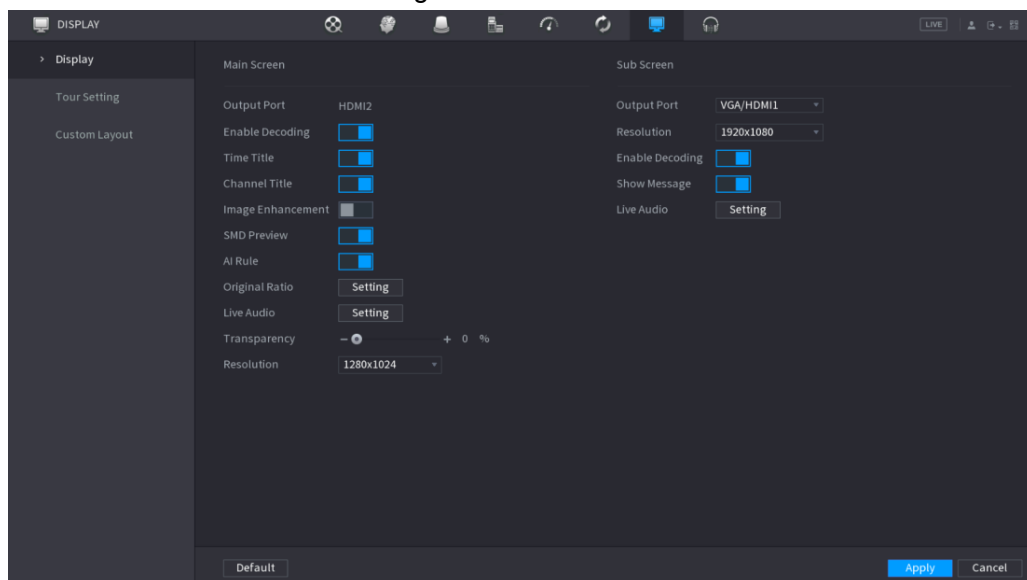 DISPLAY
LIVE
Display
Tour Setting
Custom Layout
Main Screen
Output Port HDMI2
Enable Decoding
Time Title
Channel Title
Image Enhancement
SMD Preview
AI Rule
Original Ratio Setting
Live Audio Setting
Transparency - + 0 %
Resolution 1280x1024
Sub Screen
Output Port VGA/HDMI1
Resolution 1920x1080
Enable Decoding
Show Message
Live Audio Setting
Default
Apply Cancel